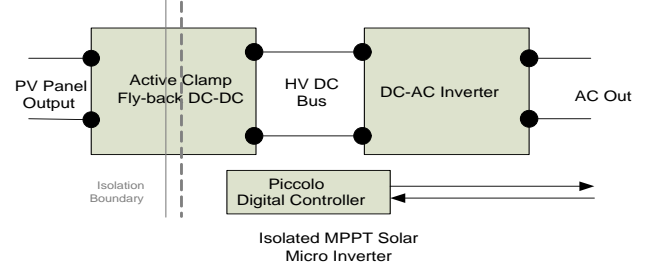 PV Panel
Output
Active Clamp
Fly-back DC-DC
HV DC
Bus
DC-AC Inverter
AC Out
Isolation
Boundary
Piccolo
Digital Controller
Isolated MPPT Solar
Micro Inverter